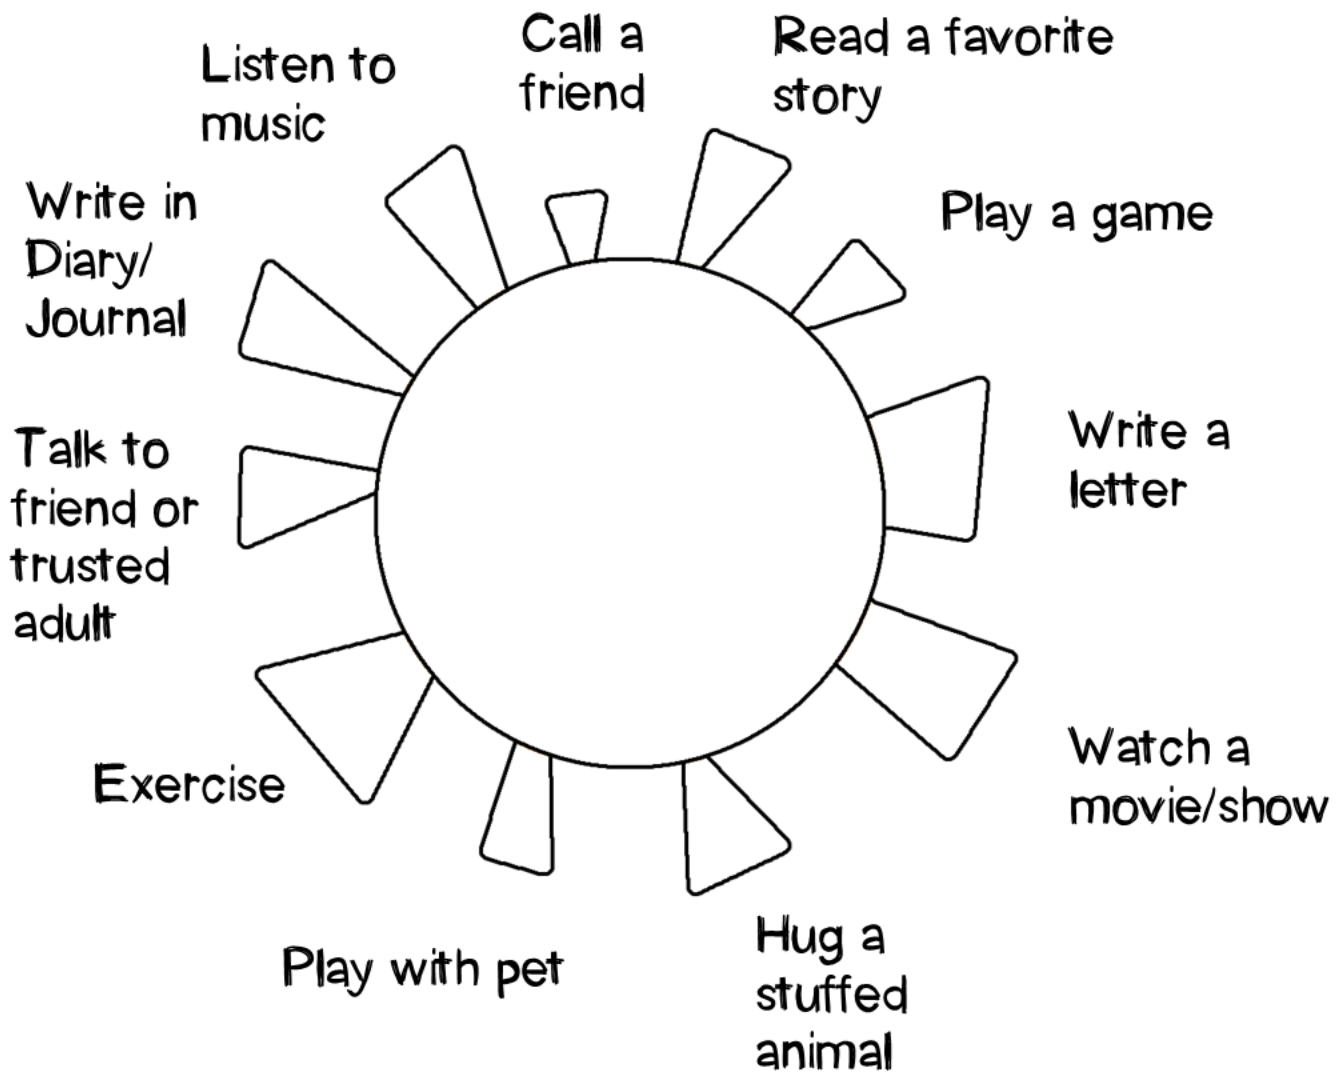 Call a
friend
Read a favorite
story
Play a game
Write a
letter
Watch a
movie/show
Hug a
stuffed
animal
Play with pet
Exercise
Talk to
friend or
trusted
adult
Write in
Diary/
Journal
Listen to
music